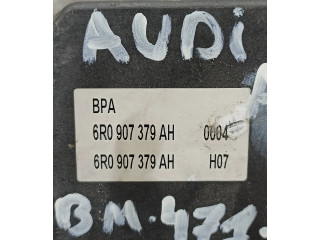 AUDi
BPA
6R0 907 379 AH 0004
6R0 907 379 AH H07
BM.471.